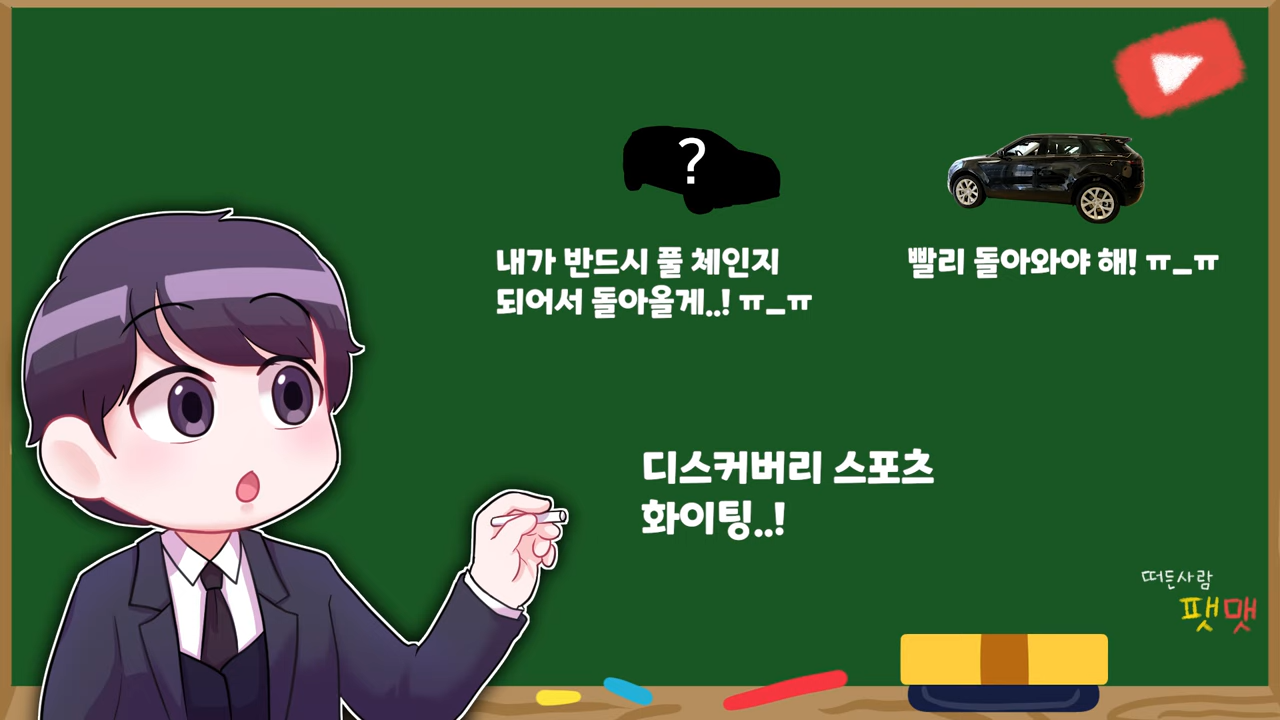 ?
내가 반드시 풀 체인지
되어서 돌아올게..! ㅠ_ㅠ
빨리 돌아와야 해! ㅠ_ㅠ
디스커버리 스포츠
화이팅..!
떠든사람
팻맷